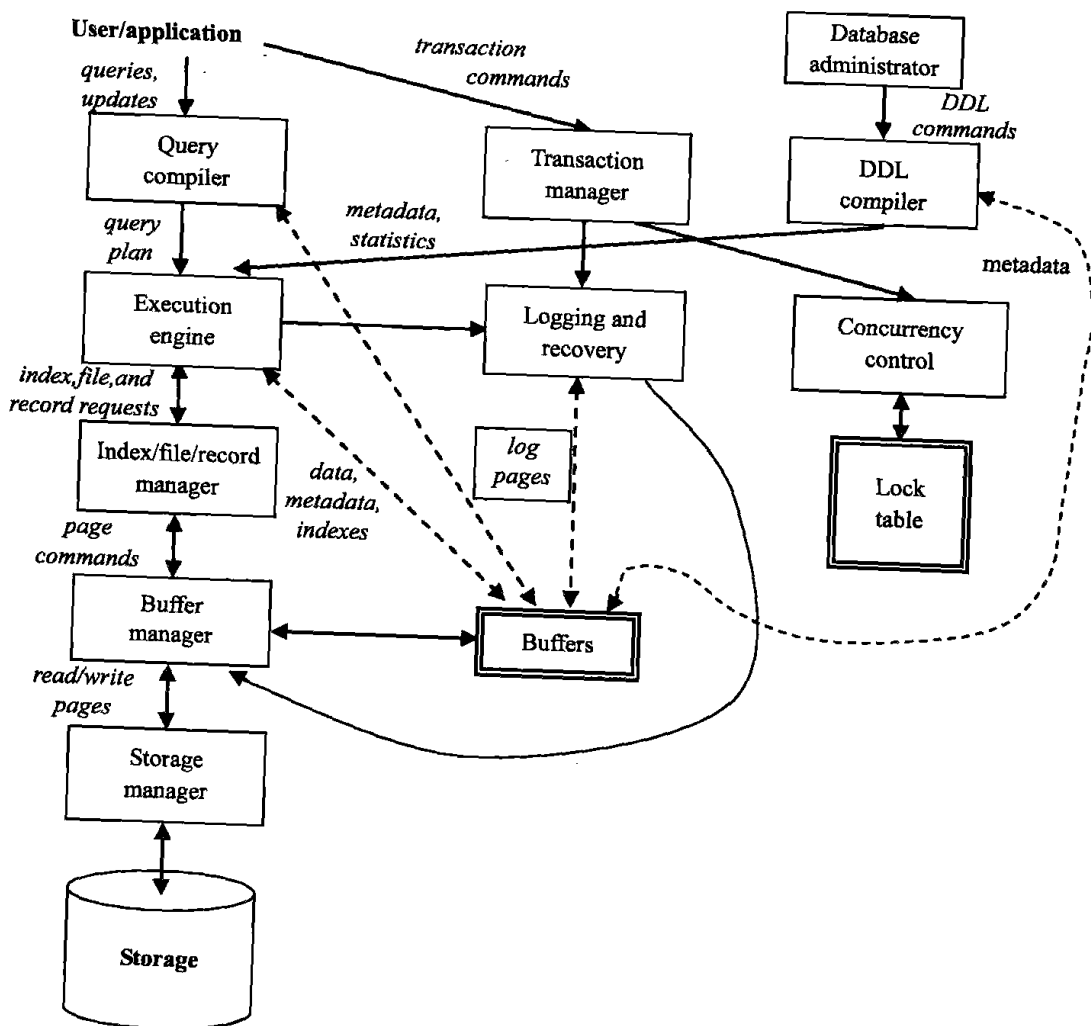 User/application
transaction
commands
Database
administrator
queries,
updates
DDL
commands
Query
compiler
Transaction
manager
DDL
compiler
query
plan
metadata,
statistics
metadata
Execution
engine
Logging and
recovery
Concurrency
control
index,file,and
record requests
Index/file/record
manager
data,
metadata,
indexes
log
pages
Lock
table
page
commands
Buffer
manager
Buffers
read/write
pages
Storage
manager
Storage